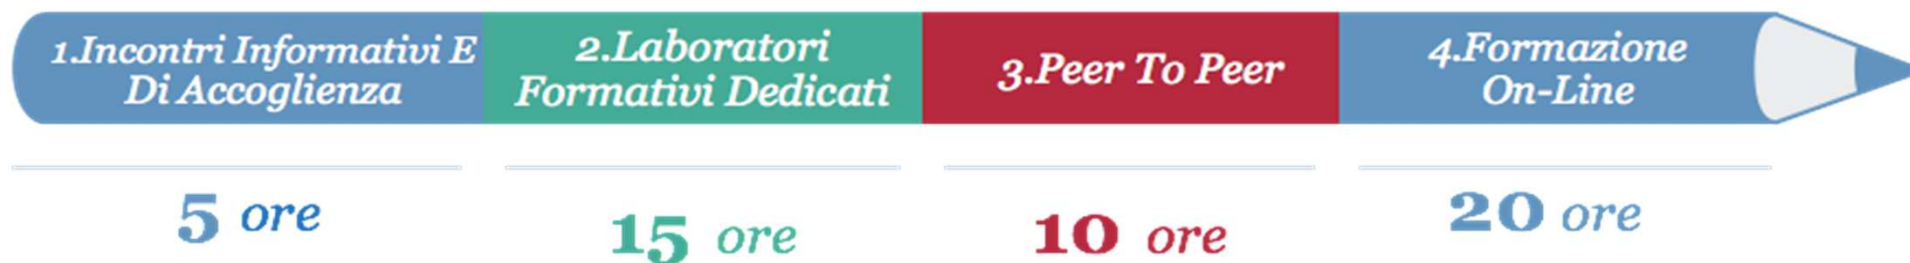 1.Incontri Informativi E
Di Accoglienza
2.Laboratori
Formativi Dedicati
3.Peer To Peer
4.Formazione
On-Line
5 ore
15 ore
10 ore
20 ore